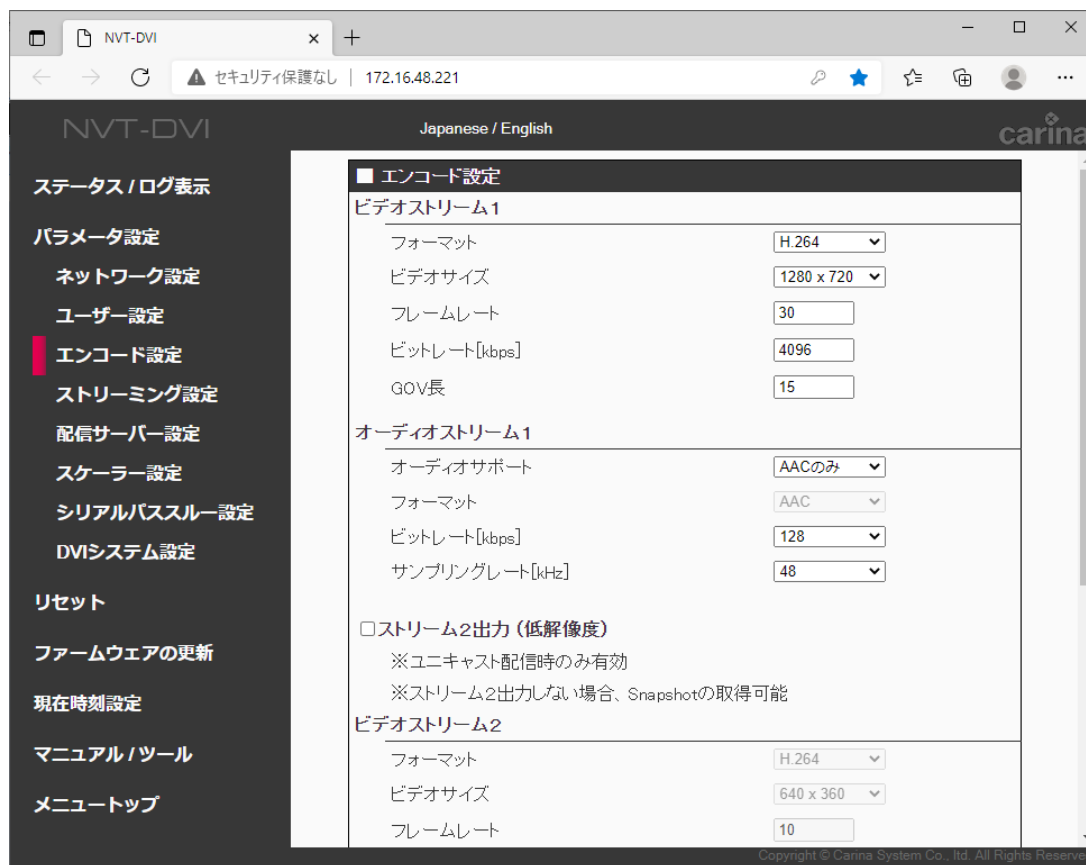 NVT-DVI
セキュリティ保護なし | 172.16.48.221
NVT-DVI
Japanese / English
carina
ステータス / ログ表示
パラメータ設定
ネットワーク設定
ユーザー設定
エンコード設定
ストリーミング設定
配信サーバー設定
スケーラー設定
シリアルパススルー設定
DVIシステム設定
リセット
ファームウェアの更新
現在時刻設定
マニュアル / ツール
メニュートップ
■ エンコード設定
ビデオストリーム1
フォーマット H.264
ビデオサイズ 1280 x 720
フレームレート 30
ビットレート[kbps] 4096
GOV長 15
オーディオストリーム1
オーディオサポート AACのみ
フォーマット AAC
ビットレート[kbps] 128
サンプリングレート[kHz] 48
ストリーム2出力 (低解像度)
※ユニキャスト配信時のみ有効
※ストリーム2出力しない場合、Snapshotの取得可能
ビデオストリーム2
フォーマット H.264
ビデオサイズ 640 x 360
フレームレート 10
Copyright © Carina System Co., ltd. All Rights Reserve